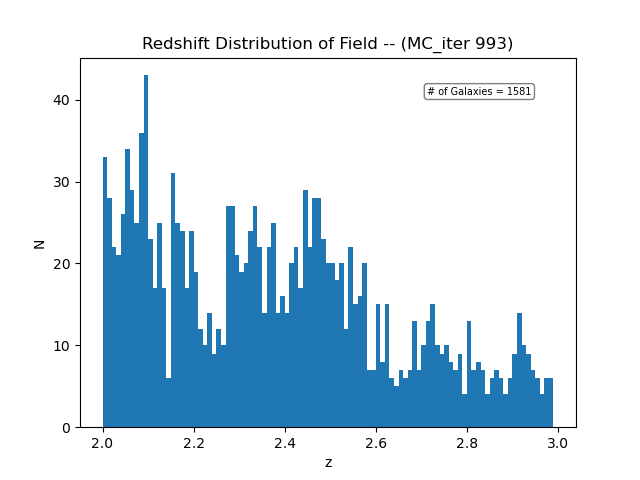 Redshift Distribution of Field -- (MC_iter 993)
# of Galaxies = 1581
40
30
20
10
0
N
2.0 2.2 2.4 2.6 2.8 3.0
z